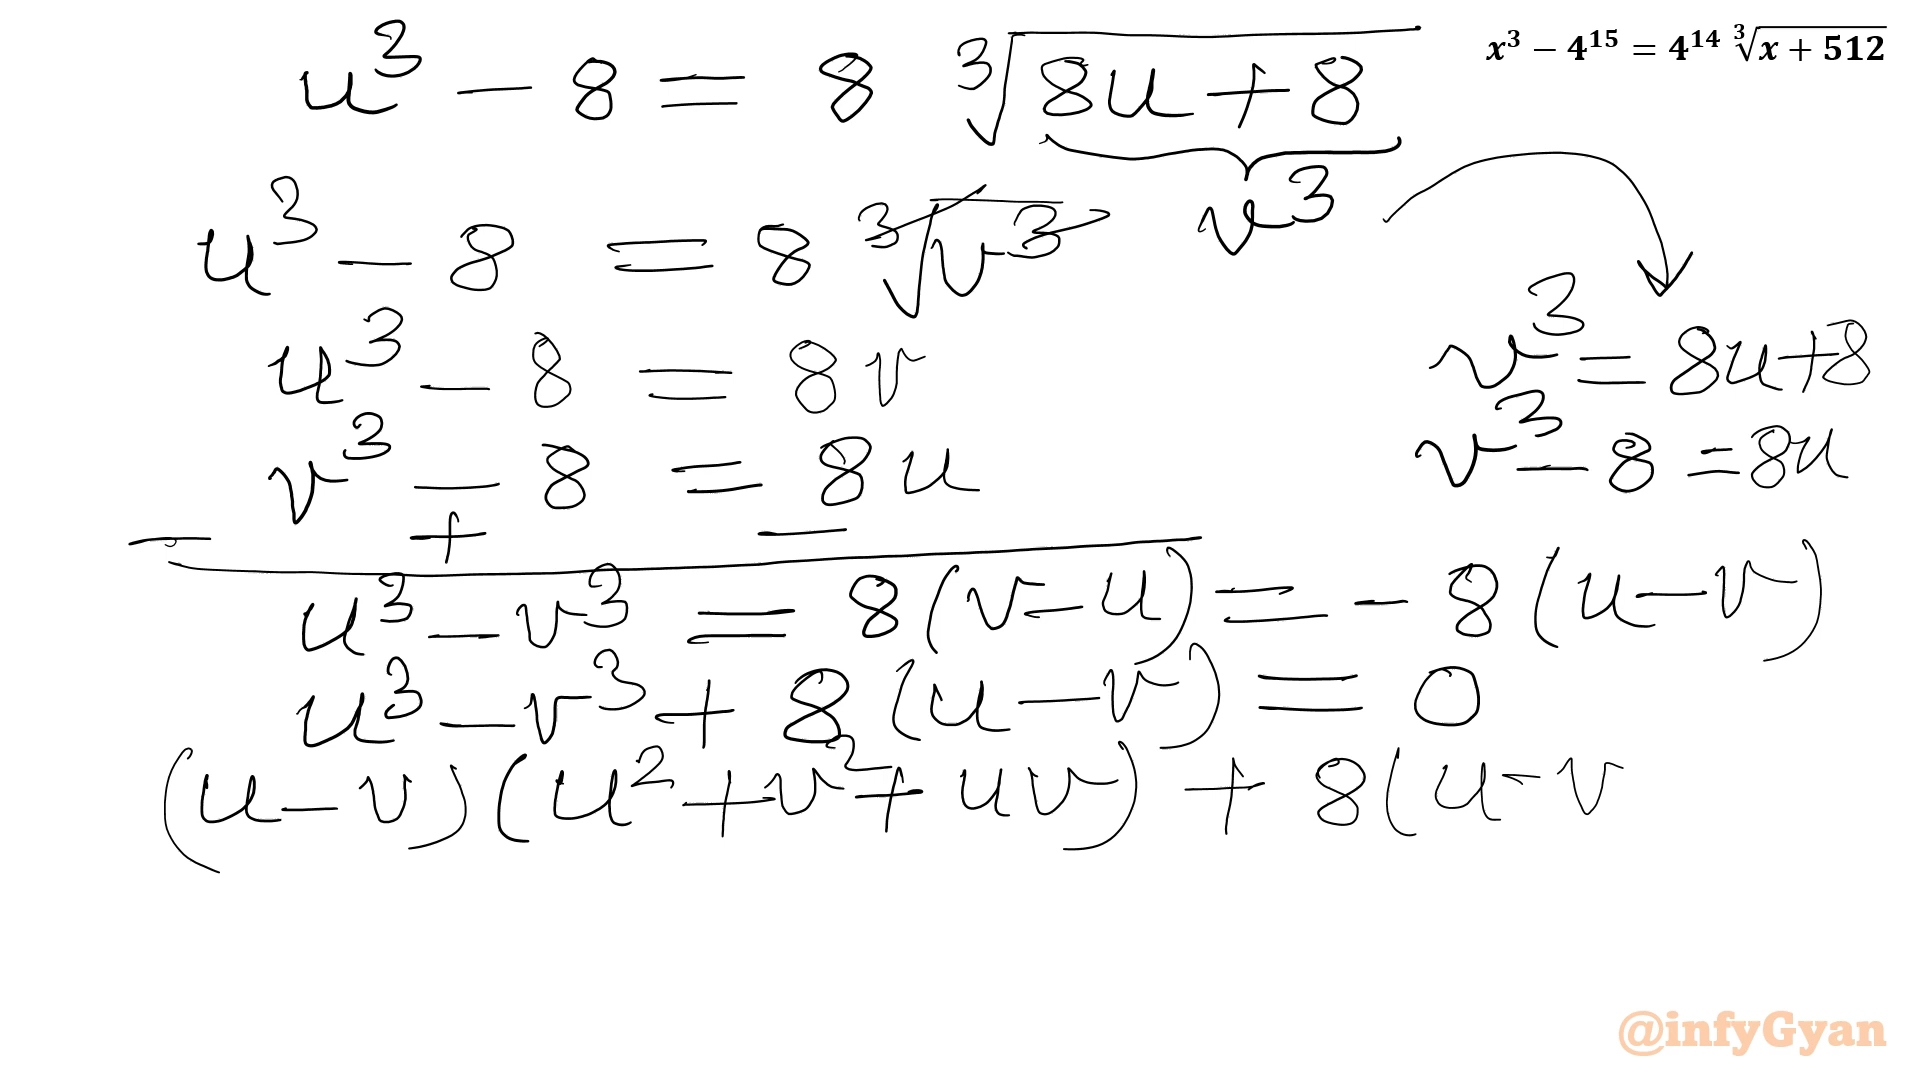 x³ − 4¹⁵ = 4¹⁴ ∛(x + 512)
u³ − 8 = 8 ∛(8u + 8)
v³
u³ − 8 = 8 ∛v³
u³ − 8 = 8v
v³ = 8u + 8
v³ − 8 = 8u
v³ − 8 = 8u
− + −
u³ − v³ = 8(v − u) = −8(u − v)
u³ − v³ + 8(u − v) = 0
(u − v)(u² + v² + uv) + 8(u − v
@infyGyan